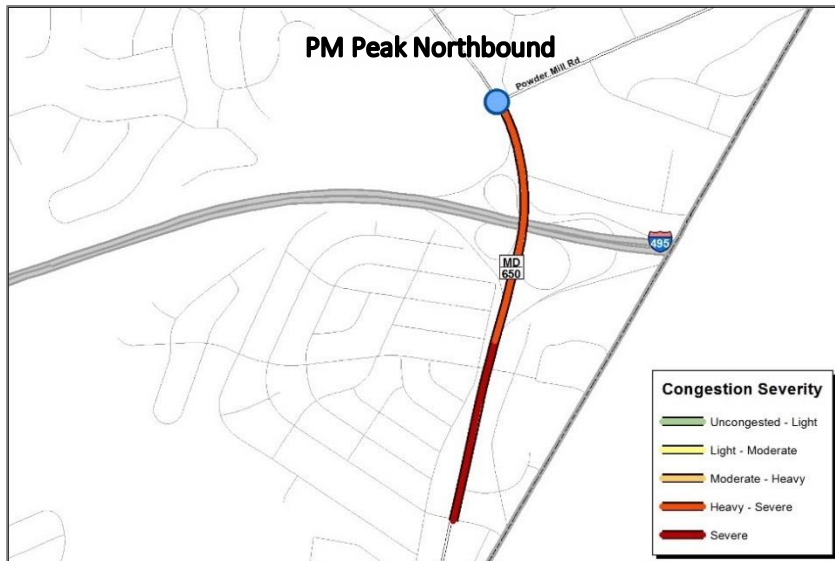 PM Peak Northbound
Powder Mill Rd
495
MD
650
Congestion Severity
Uncongested - Light
Light - Moderate
Moderate - Heavy
Heavy - Severe
Severe